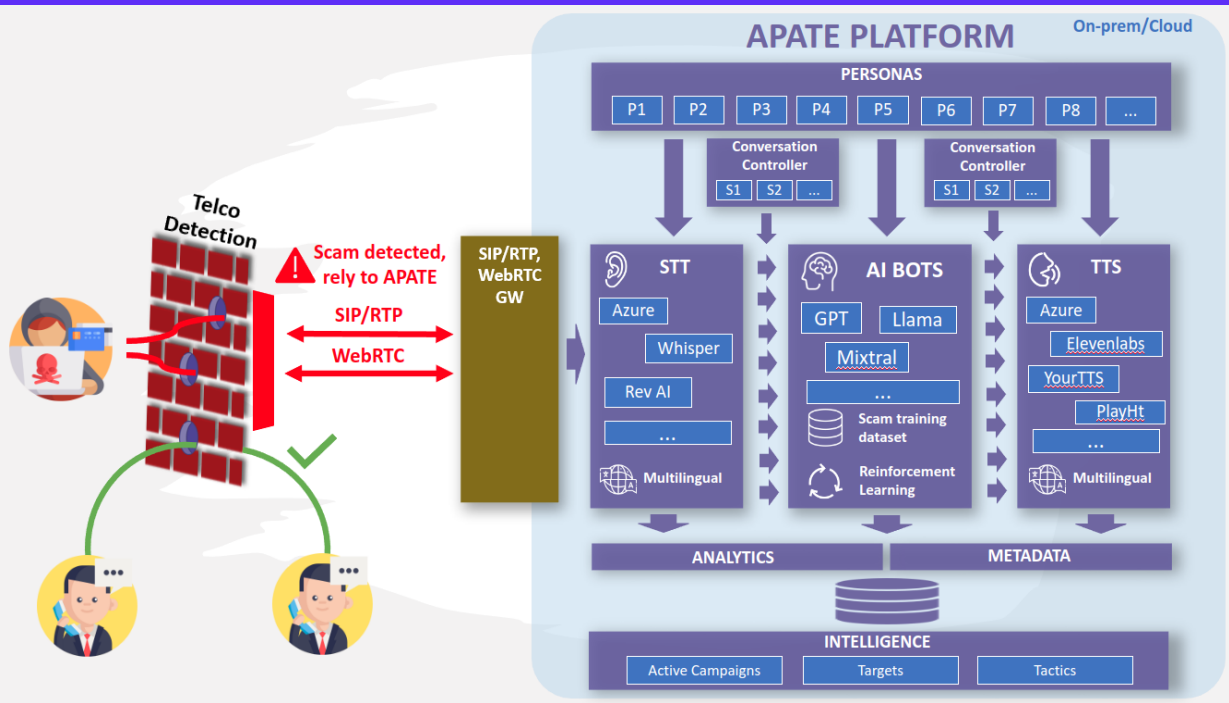 APATE PLATFORM
On-prem/Cloud
PERSONAS
P1
P2
P3
P4
P5
P6
P7
P8
...
Conversation
Controller
S1
S2
...
Conversation
Controller
S1
S2
...
Telco
Detection
Scam detected,
rely to APATE
SIP/RTP
WebRTC
SIP/RTP,
WebRTC
GW
STT
Azure
Whisper
Rev AI
...
Multilingual
AI BOTS
GPT
Llama
Mixtral
...
Scam training
dataset
Reinforcement
Learning
TTS
Azure
Elevenlabs
YourTTS
PlayHt
...
Multilingual
ANALYTICS
METADATA
INTELLIGENCE
Active Campaigns
Targets
Tactics